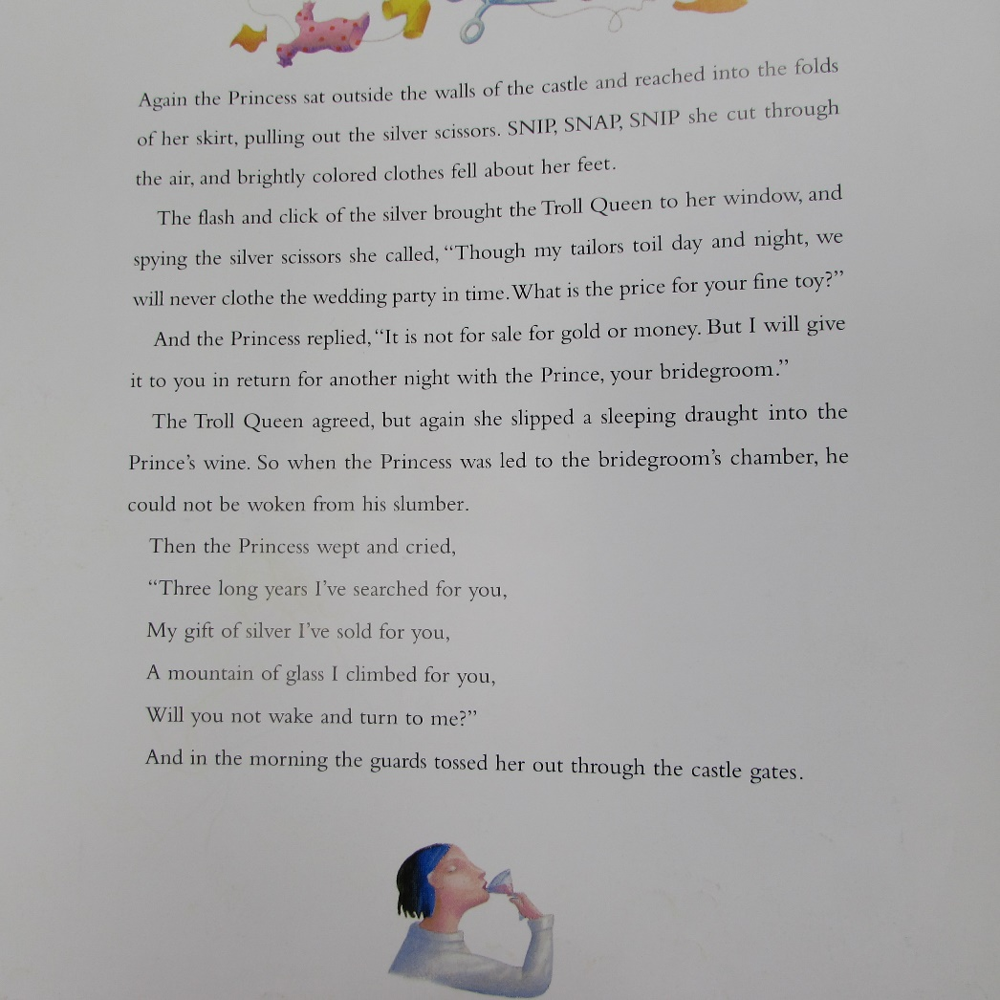 Again the Princess sat outside the walls of the castle and reached into the folds
of her skirt, pulling out the silver scissors. SNIP, SNAP, SNIP she cut through
the air, and brightly colored clothes fell about her feet.
The flash and click of the silver brought the Troll Queen to her window, and
spying the silver scissors she called, “Though my tailors toil day and night, we
will never clothe the wedding party in time. What is the price for your fine toy?”
And the Princess replied, “It is not for sale for gold or money. But I will give
it to you in return for another night with the Prince, your bridegroom.”
The Troll Queen agreed, but again she slipped a sleeping draught into the
Prince’s wine. So when the Princess was led to the bridegroom’s chamber, he
could not be woken from his slumber.
Then the Princess wept and cried,
“Three long years I’ve searched for you,
My gift of silver I’ve sold for you,
A mountain of glass I climbed for you,
Will you not wake and turn to me?”
And in the morning the guards tossed her out through the castle gates.